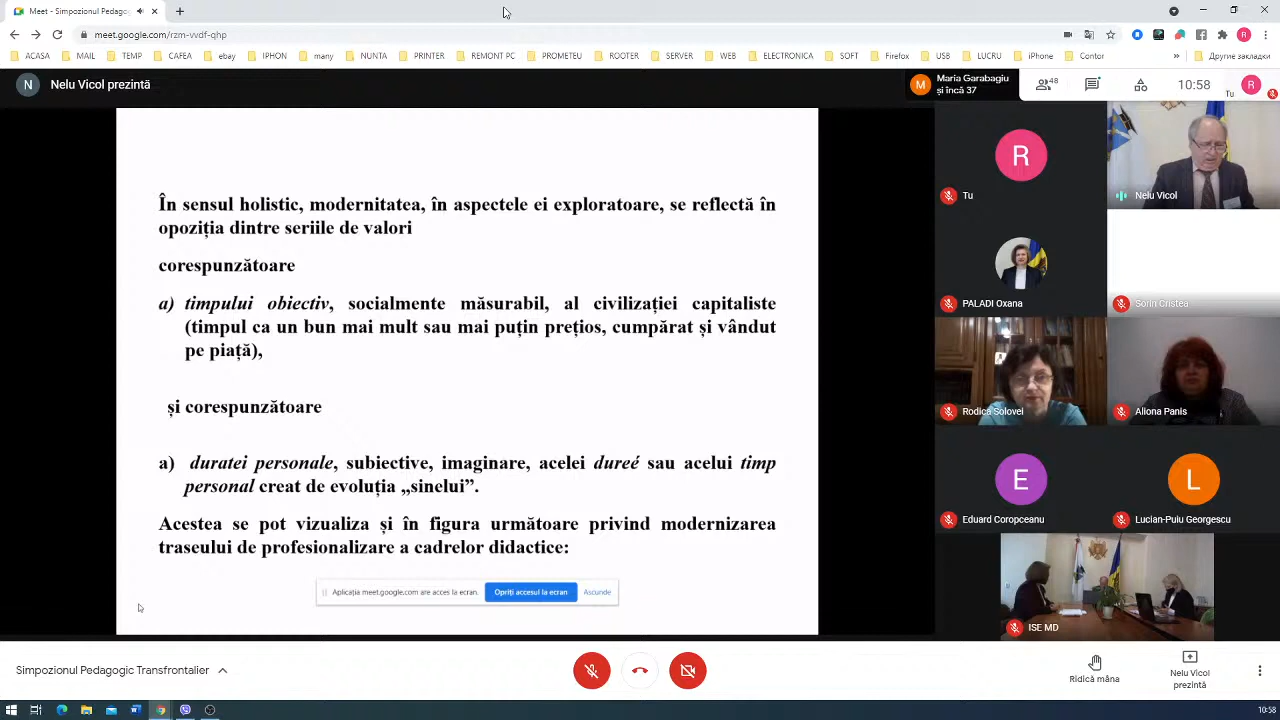 Meet - Simpozionul Pedagog
meet.google.com/rzm-vvdf-qhp
ACASA MAIL TEMP CAFEA ebay IPHON many NUNTA PRINTER REMONT PC PROMETEU ROOTER SERVER WEB ELECTRONICA SOFT Firefox USB LUCRU iPhone Contor » Другие закладки
N Nelu Vicol prezintă
M Maria Garabagiu și încă 37
48
10:58
Tu
R
În sensul holistic, modernitatea, în aspectele ei exploratoare, se reflectă în
opoziția dintre seriile de valori
corespunzătoare
a) timpului obiectiv, socialmente măsurabil, al civilizației capitaliste
(timpul ca un bun mai mult sau mai puțin prețios, cumpărat și vândut
pe piață),
și corespunzătoare
a) duratei personale, subiective, imaginare, acelei dureé sau acelui timp
personal creat de evoluția „sinelui”.
Acestea se pot vizualiza și în figura următoare privind modernizarea
traseului de profesionalizare a cadrelor didactice:
Aplicația meet.google.com are acces la ecran. Opriți accesul la ecran Ascunde
R
Tu
Nelu Vicol
PALADI Oxana
Sorin Cristea
Rodica Solovei
Aliona Panis
E
Eduard Coropceanu
L
Lucian-Puiu Georgescu
ISE MD
Simpozionul Pedagogic Transfrontalier
Ridică mâna
Nelu Vicol
prezintă
10:58